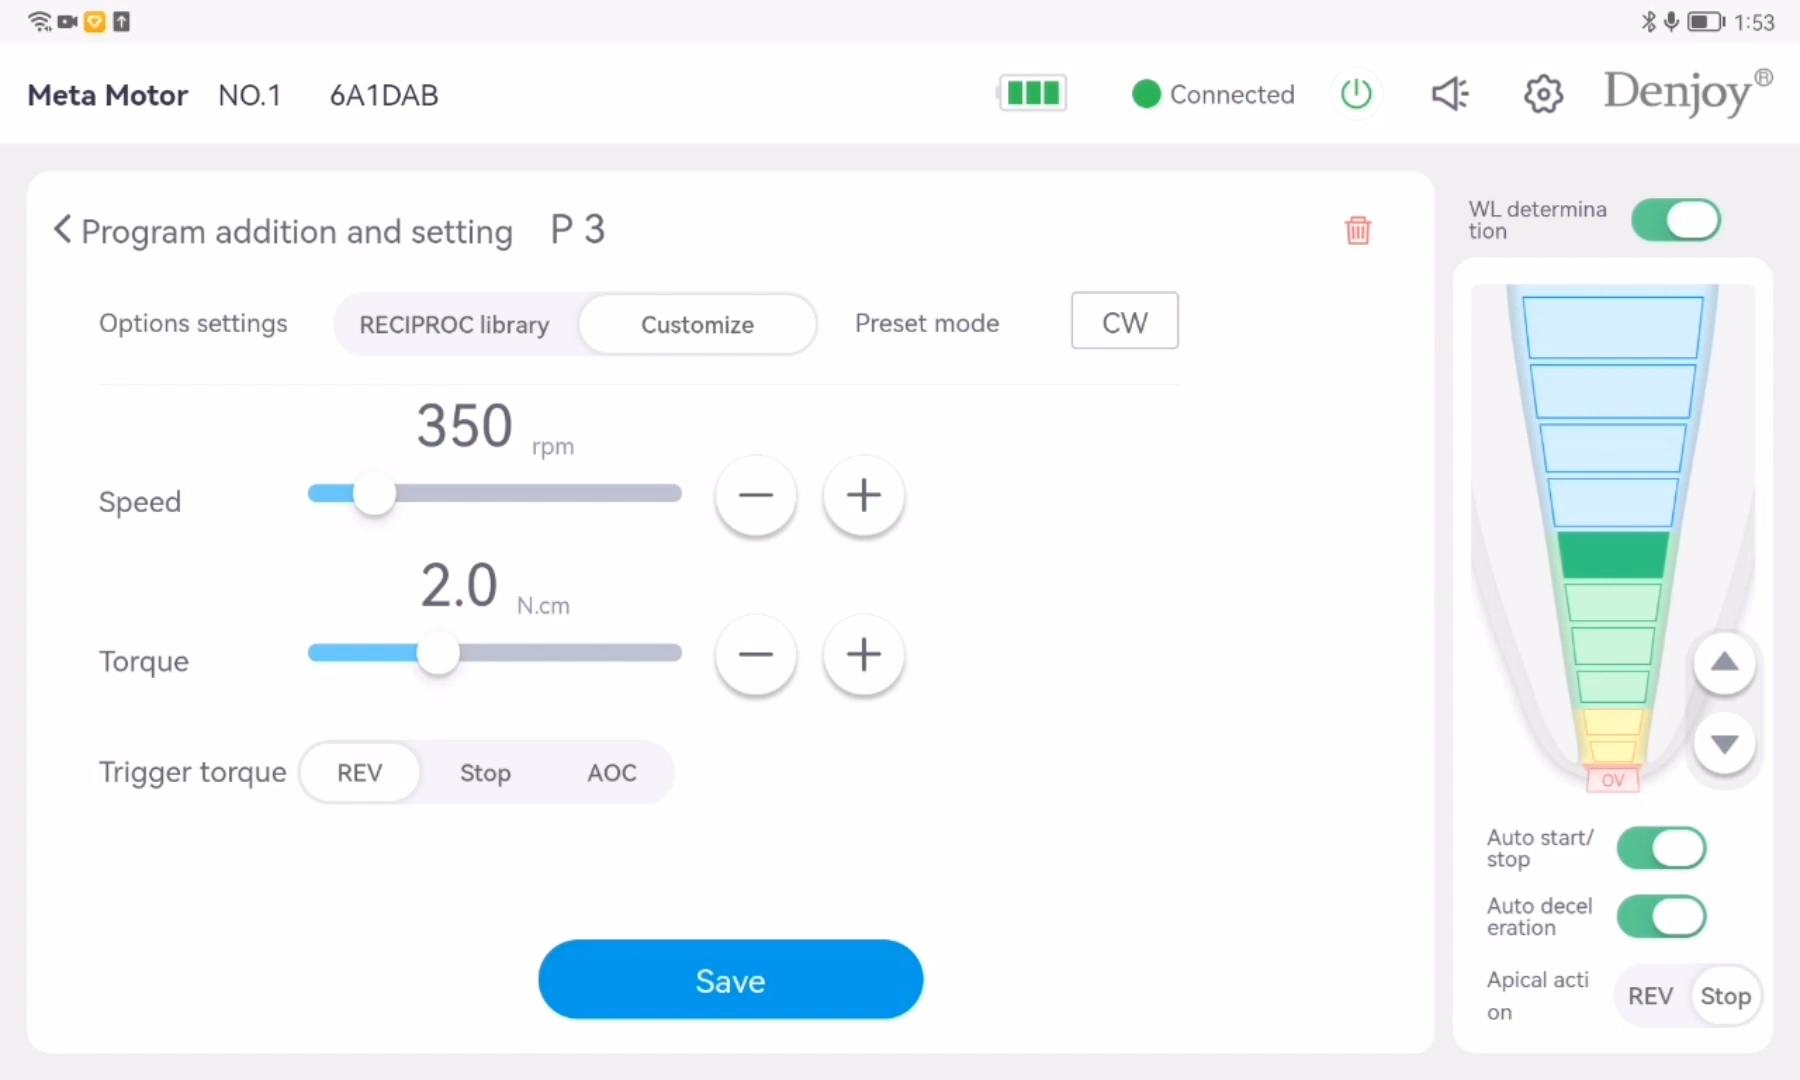 1:53
Meta Motor NO.1 6A1DAB Connected Denjoy®
Program addition and setting P 3
Options settings RECIPROC library Customize Preset mode CW
350 rpm
Speed
2.0 N.cm
Torque
Trigger torque REV Stop AOC
Save
WL determina
tion
OV
Auto start/
stop
Auto decel
eration
Apical acti
on
REV Stop